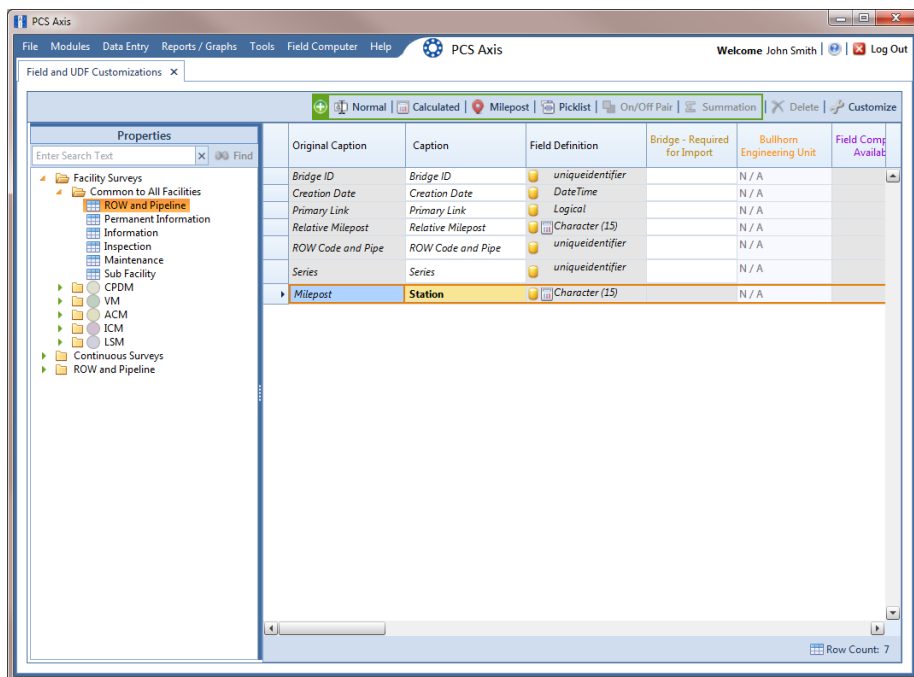 PCS Axis
File Modules Data Entry Reports / Graphs Tools Field Computer Help PCS Axis Welcome John Smith | Log Out
Field and UDF Customizations X
Normal | Calculated | Milepost | Picklist | On/Off Pair | Summation | Delete | Customize
Properties
Enter Search Text x Find
Facility Surveys
Common to All Facilities
ROW and Pipeline
Permanent Information
Information
Inspection
Maintenance
Sub Facility
CPDM
VM
ACM
ICM
LSM
Continuous Surveys
ROW and Pipeline
Original Caption Caption Field Definition Bridge - Required for Import Bullhorn Engineering Unit Field Comp Availab
Bridge ID Bridge ID uniqueidentifier N / A
Creation Date Creation Date DateTime N / A
Primary Link Primary Link Logical N / A
Relative Milepost Relative Milepost Character (15) N / A
ROW Code and Pipe ROW Code and Pipe uniqueidentifier N / A
Series Series uniqueidentifier N / A
Milepost Station Character (15) N / A
Row Count: 7